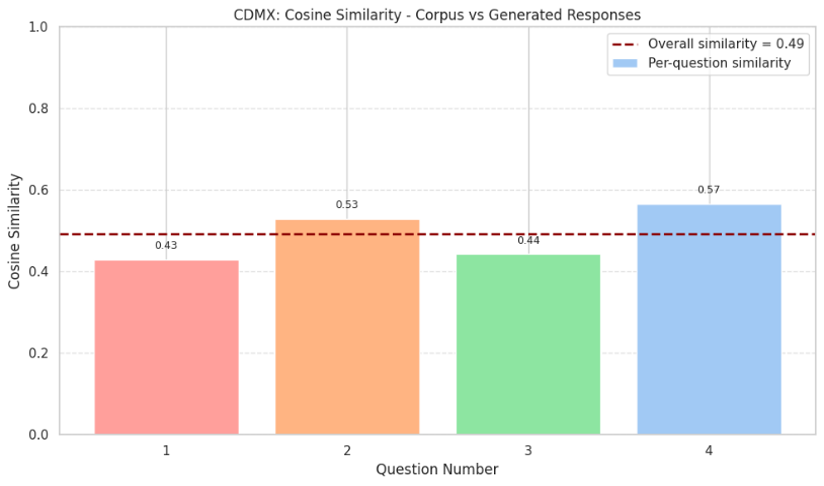 CDMX: Cosine Similarity - Corpus vs Generated Responses
1.0
Overall similarity = 0.49
Per-question similarity
0.8
0.6
0.57
0.53
0.43
0.44
0.4
0.2
0.0
Cosine Similarity
1 2 3 4
Question Number